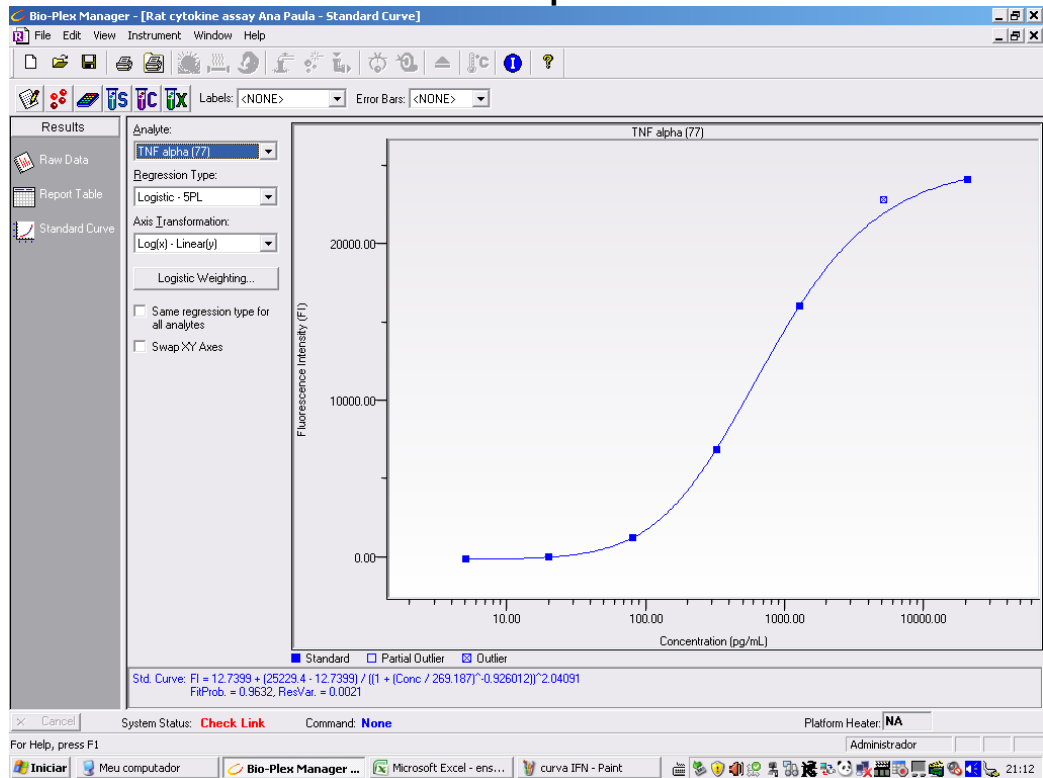 Bio-Plex Manager - [Rat cytokine assay Ana Paula - Standard Curve]
File Edit View Instrument Window Help
Labels: <NONE> Error Bars: <NONE>
Results
Raw Data
Report Table
Standard Curve
Analyte:
TNF alpha (77)
Regression Type:
Logistic - 5PL
Axis Transformation:
Log(x) - Linear(y)
Logistic Weighting...
Same regression type for
all analytes
Swap XY Axes
TNF alpha (77)
Fluorescence Intensity (FI)
20000.00
10000.00
0.00
10.00 100.00 1000.00 10000.00
Concentration (pg/mL)
Standard Partial Outlier Outlier
Std. Curve: FI = 12.7399 + (25229.4 - 12.7399) / ((1 + (Conc / 269.187)^-0.926012))^2.04091
FitProb. = 0.9632, ResVar. = 0.0021
Cancel System Status: Check Link Command: None Platform Heater: NA
For Help, press F1 Administrador
Iniciar Meu computador Bio-Plex Manager ... Microsoft Excel - ens... curva IFN - Paint 21:12